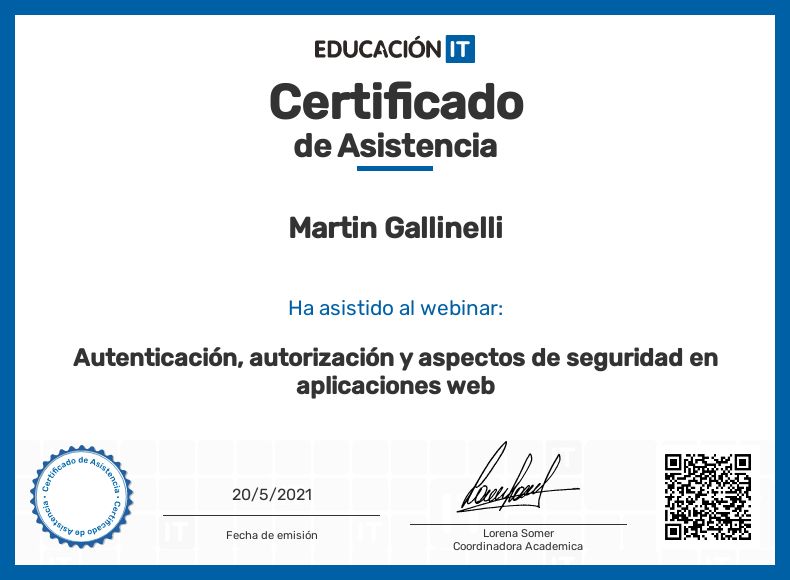 EDUCACIÓN IT
Certificado
de Asistencia
Martin Gallinelli
Ha asistido al webinar:
Autenticación, autorización y aspectos de seguridad en
aplicaciones web
Certificado de Asistencia • Certificado de Asistencia •
20/5/2021
Fecha de emisión
Lorena Somer
Coordinadora Academica